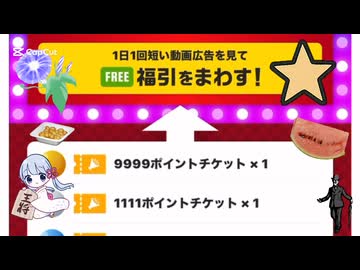 CapCut
1日1回短い動画広告を見て
FREE 福引をまわす!
9999ポイントチケット × 1
1111ポイントチケット × 1
王将